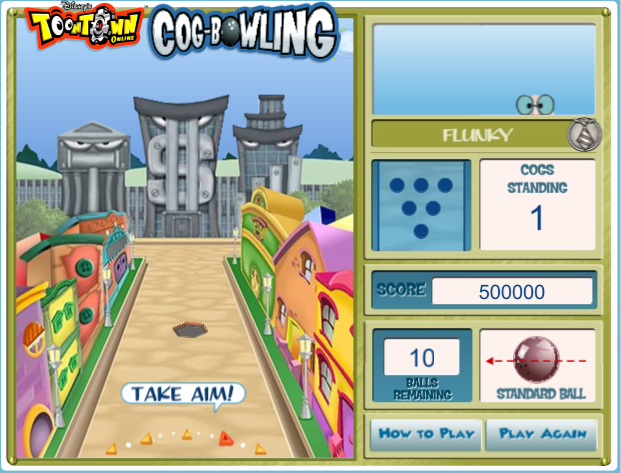 Disney's
TOONTOWN
ONLINE
COG-BOWLING
FLUNKY
COGS
STANDING
1
SCORE 500000
10
BALLS
REMAINING
STANDARD BALL
TAKE AIM!
HOW TO PLAY
PLAY AGAIN